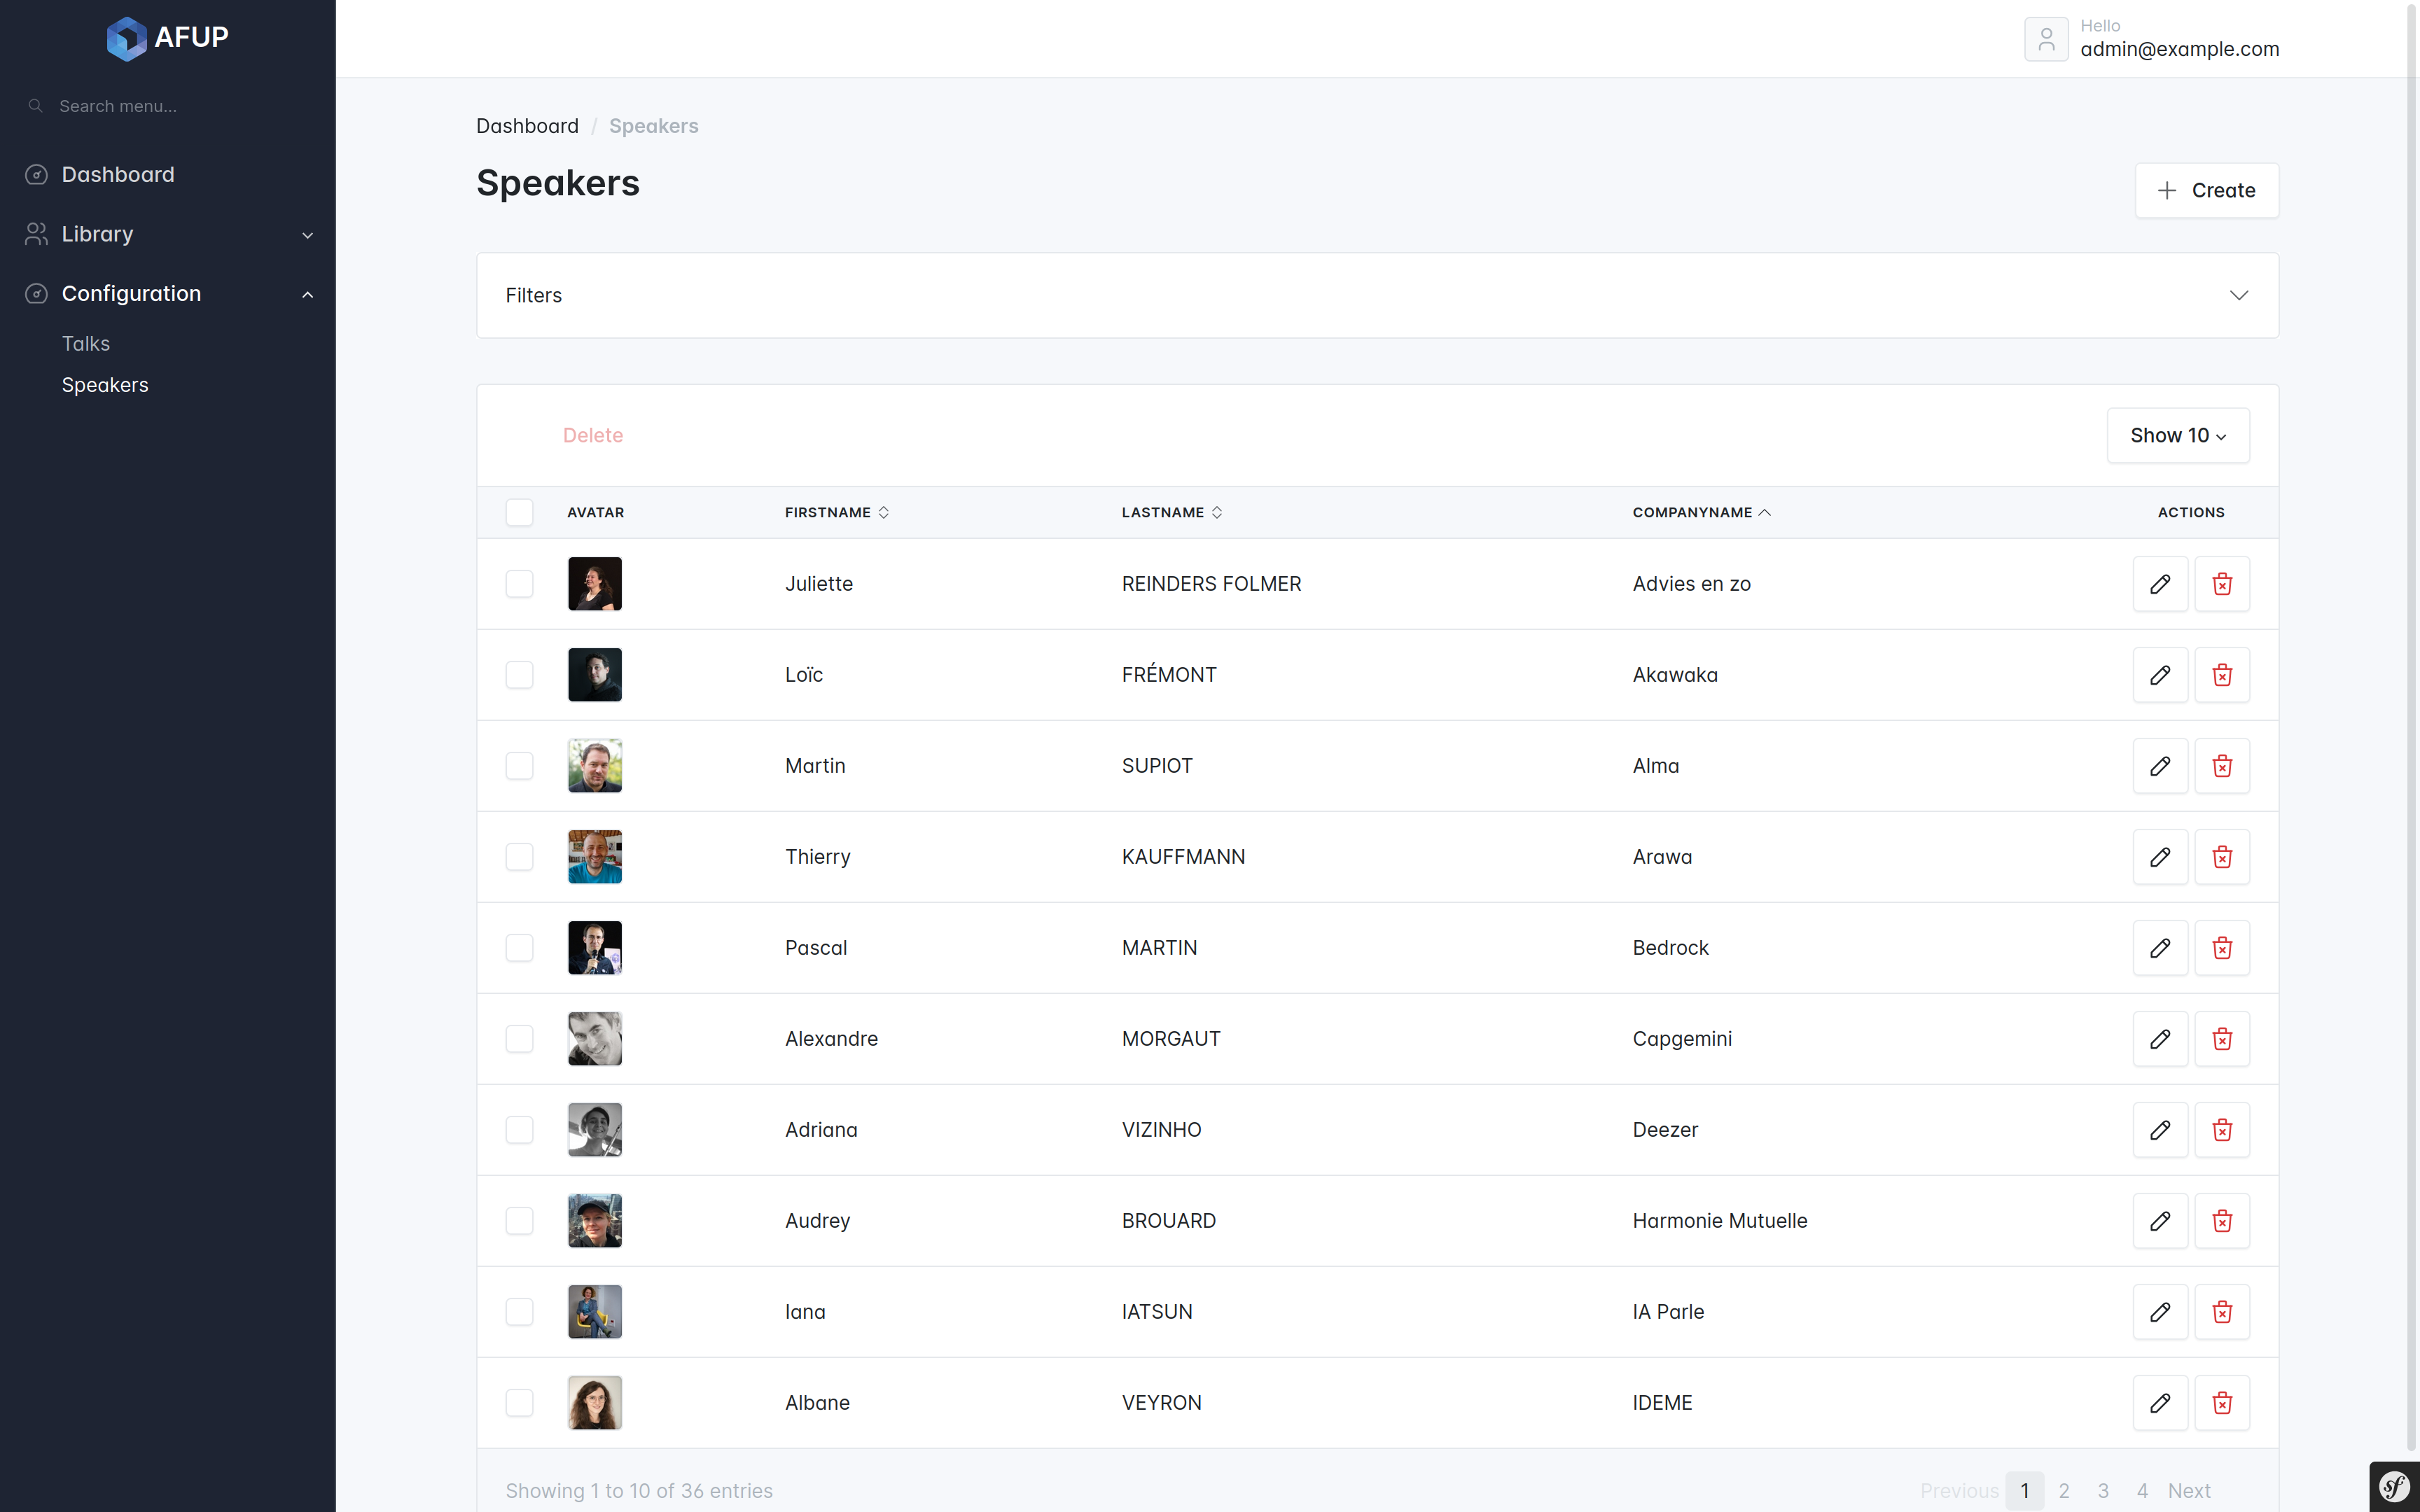 AFUP
Hello
admin@example.com
Search menu...
Dashboard
Library
Configuration
Talks
Speakers
Dashboard / Speakers
Speakers
Create
Filters
Delete
Show 10
AVATAR FIRSTNAME LASTNAME COMPANYNAME ACTIONS
Juliette REINDERS FOLMER Advies en zo
Loïc FRÉMONT Akawaka
Martin SUPIOT Alma
Thierry KAUFFMANN Arawa
Pascal MARTIN Bedrock
Alexandre MORGAUT Capgemini
Adriana VIZINHO Deezer
Audrey BROUARD Harmonie Mutuelle
Iana IATSUN IA Parle
Albane VEYRON IDEME
Showing 1 to 10 of 36 entries
Previous 1 2 3 4 Next
sf